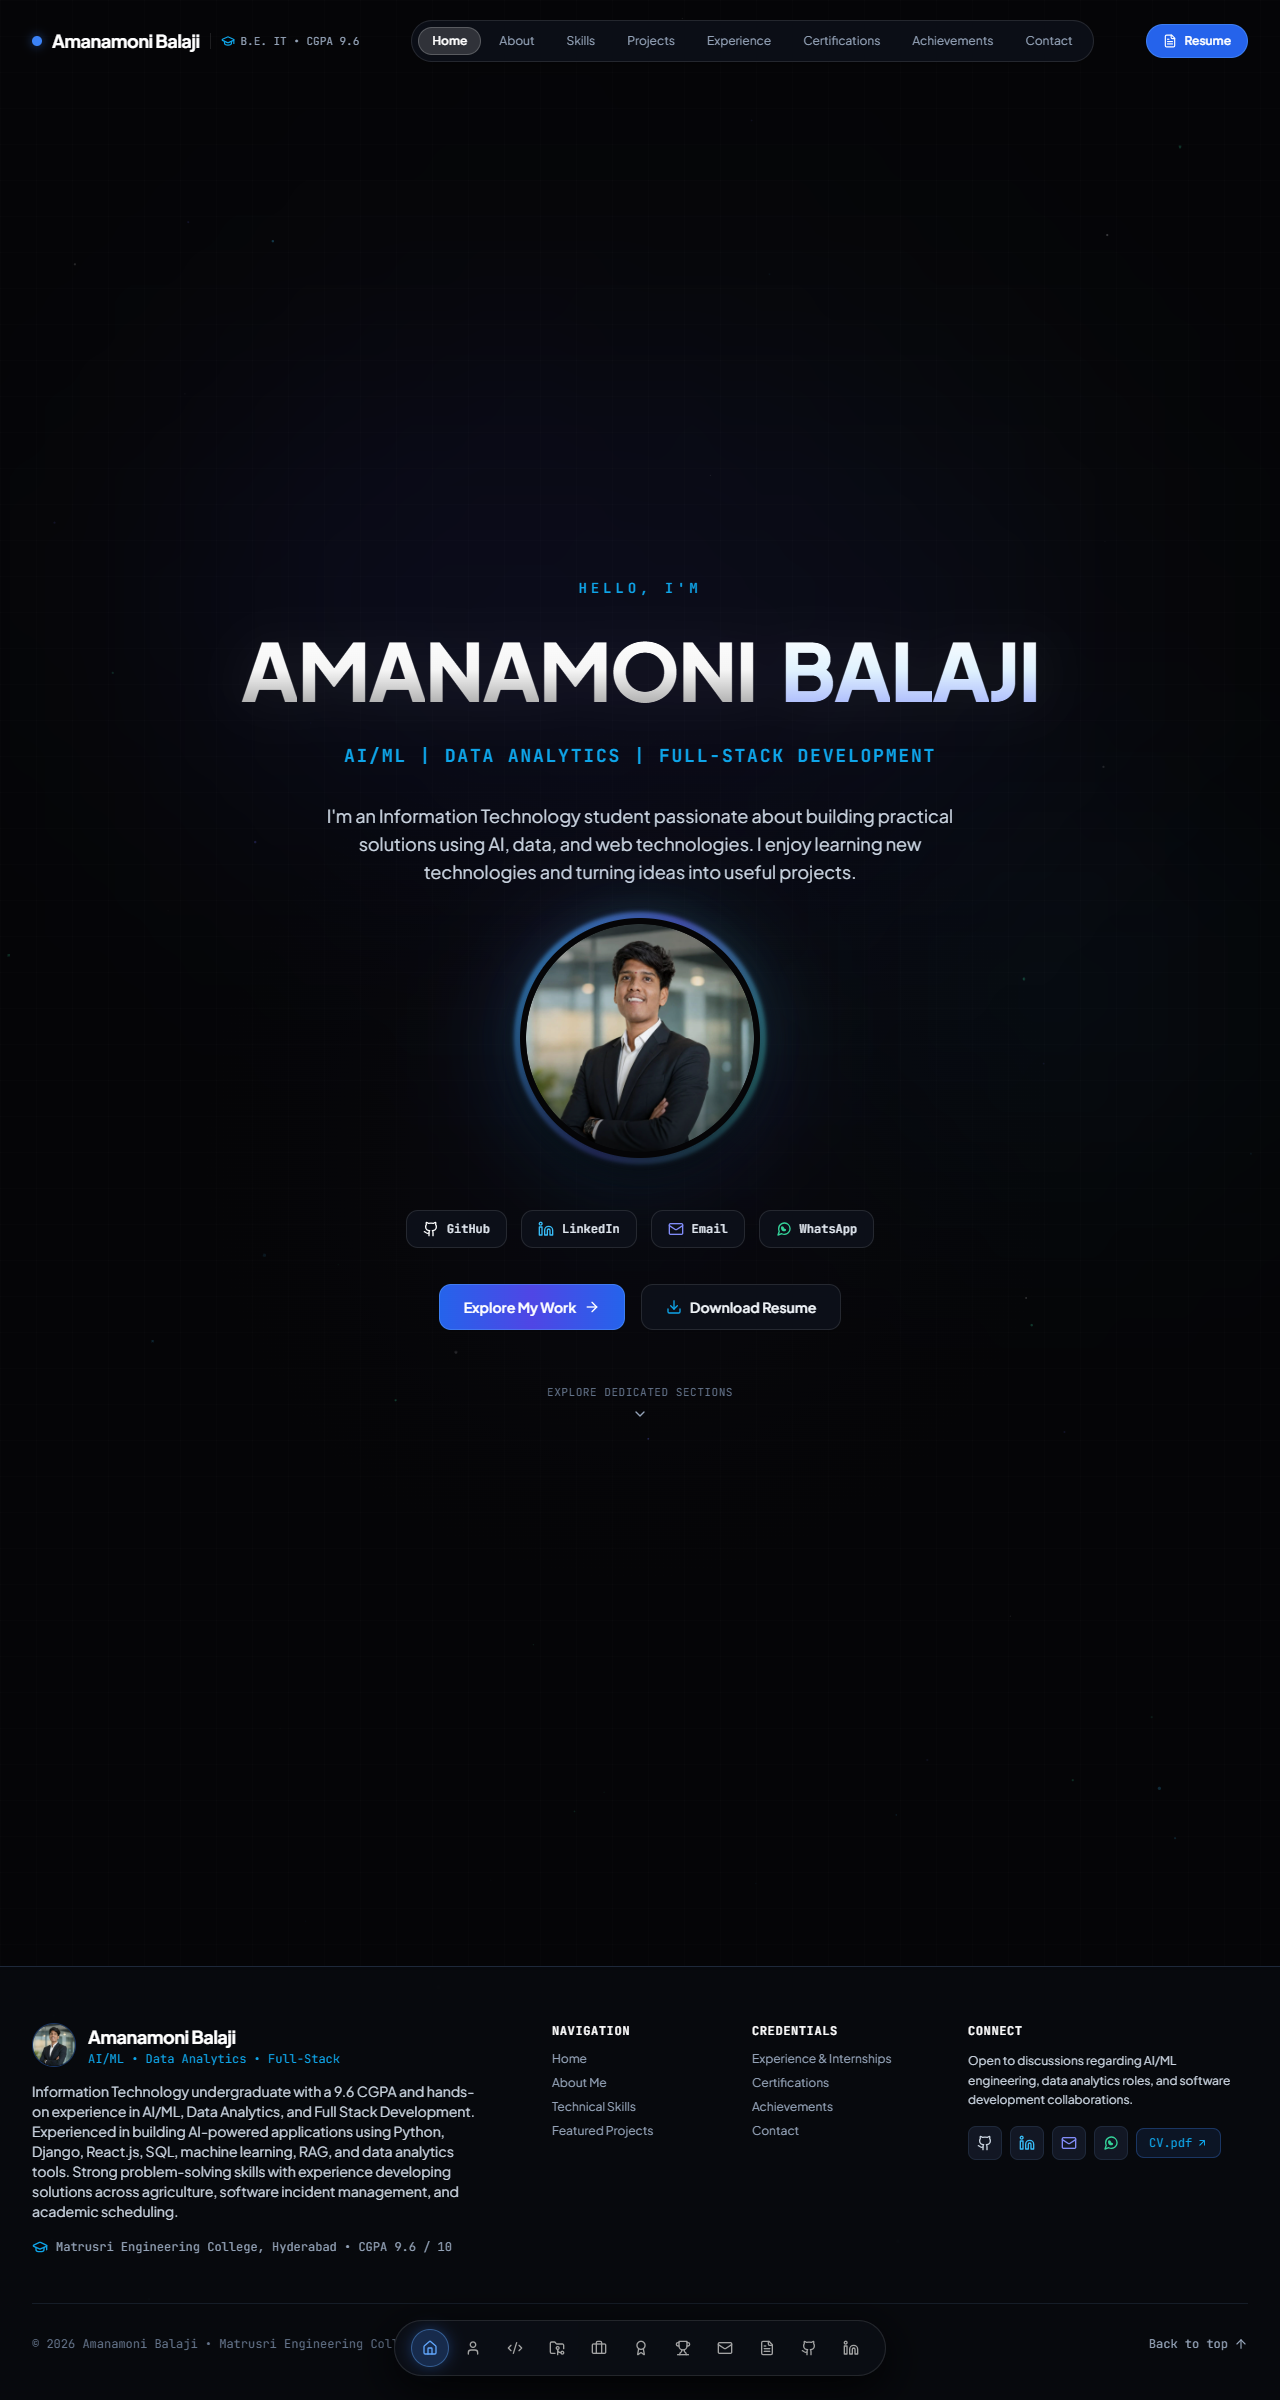 Amanamoni Balaji
B.E. IT • CGPA 9.6
Home
About
Skills
Projects
Experience
Certifications
Achievements
Contact
Resume
HELLO, I'M
AMANAMONI BALAJI
AI/ML | DATA ANALYTICS | FULL-STACK DEVELOPMENT
I'm an Information Technology student passionate about building practical
solutions using AI, data, and web technologies. I enjoy learning new
technologies and turning ideas into useful projects.
GitHub
LinkedIn
Email
WhatsApp
Explore My Work
Download Resume
EXPLORE DEDICATED SECTIONS
Amanamoni Balaji
AI/ML • Data Analytics • Full-Stack
Information Technology undergraduate with a 9.6 CGPA and hands-
on experience in AI/ML, Data Analytics, and Full Stack Development.
Experienced in building AI-powered applications using Python,
Django, React.js, SQL, machine learning, RAG, and data analytics
tools. Strong problem-solving skills with experience developing
solutions across agriculture, software incident management, and
academic scheduling.
Matrusri Engineering College, Hyderabad • CGPA 9.6 / 10
NAVIGATION
Home
About Me
Technical Skills
Featured Projects
CREDENTIALS
Experience & Internships
Certifications
Achievements
Contact
CONNECT
Open to discussions regarding AI/ML
engineering, data analytics roles, and software
development collaborations.
CV.pdf
© 2026 Amanamoni Balaji • Matrusri Engineering
Back to top